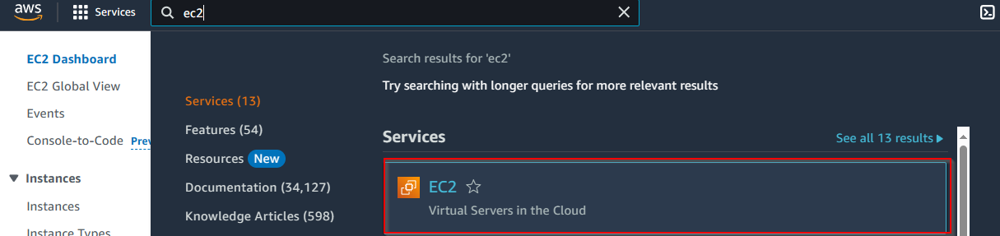 aws
Services
ec2
EC2 Dashboard
EC2 Global View
Events
Console-to-Code Prev
Instances
Instances
Instance Types
Services (13)
Features (54)
Resources New
Documentation (34,127)
Knowledge Articles (598)
Search results for 'ec2'
Try searching with longer queries for more relevant results
Services
See all 13 results
EC2
Virtual Servers in the Cloud